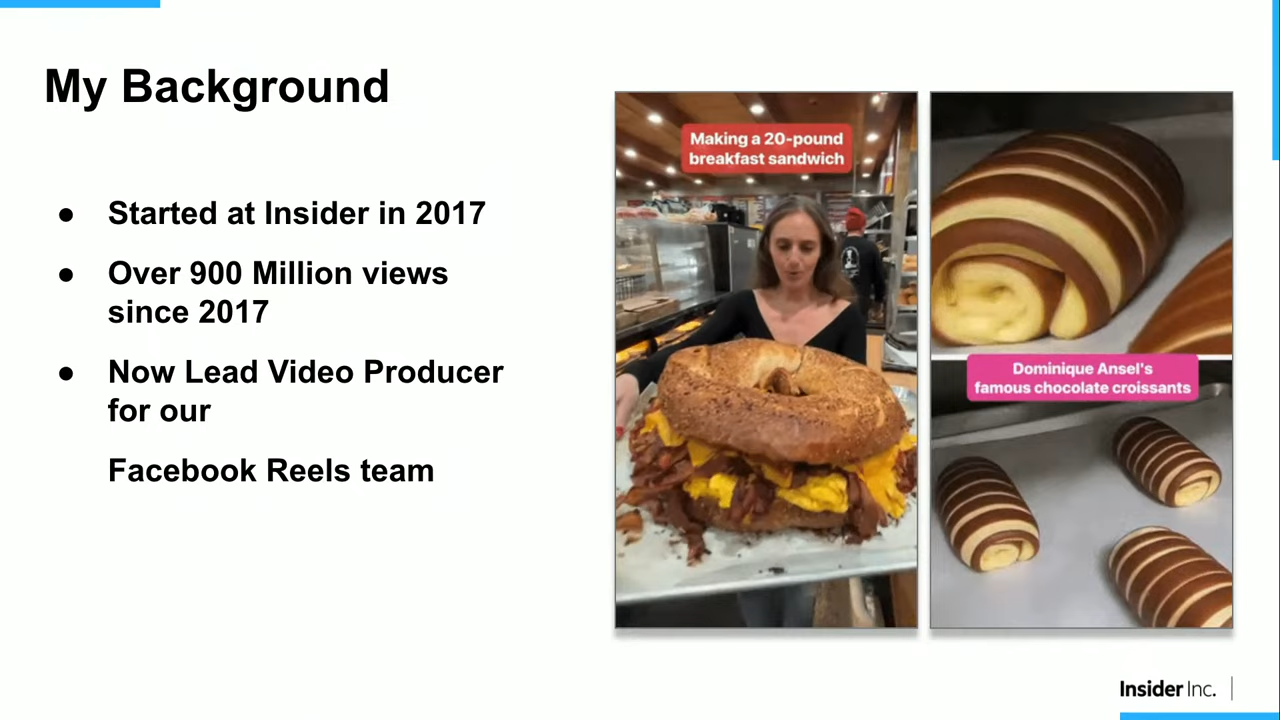 My Background
● Started at Insider in 2017
● Over 900 Million views
since 2017
● Now Lead Video Producer
for our
Facebook Reels team
Making a 20-pound
breakfast sandwich
Dominique Ansel's
famous chocolate croissants
Insider Inc.